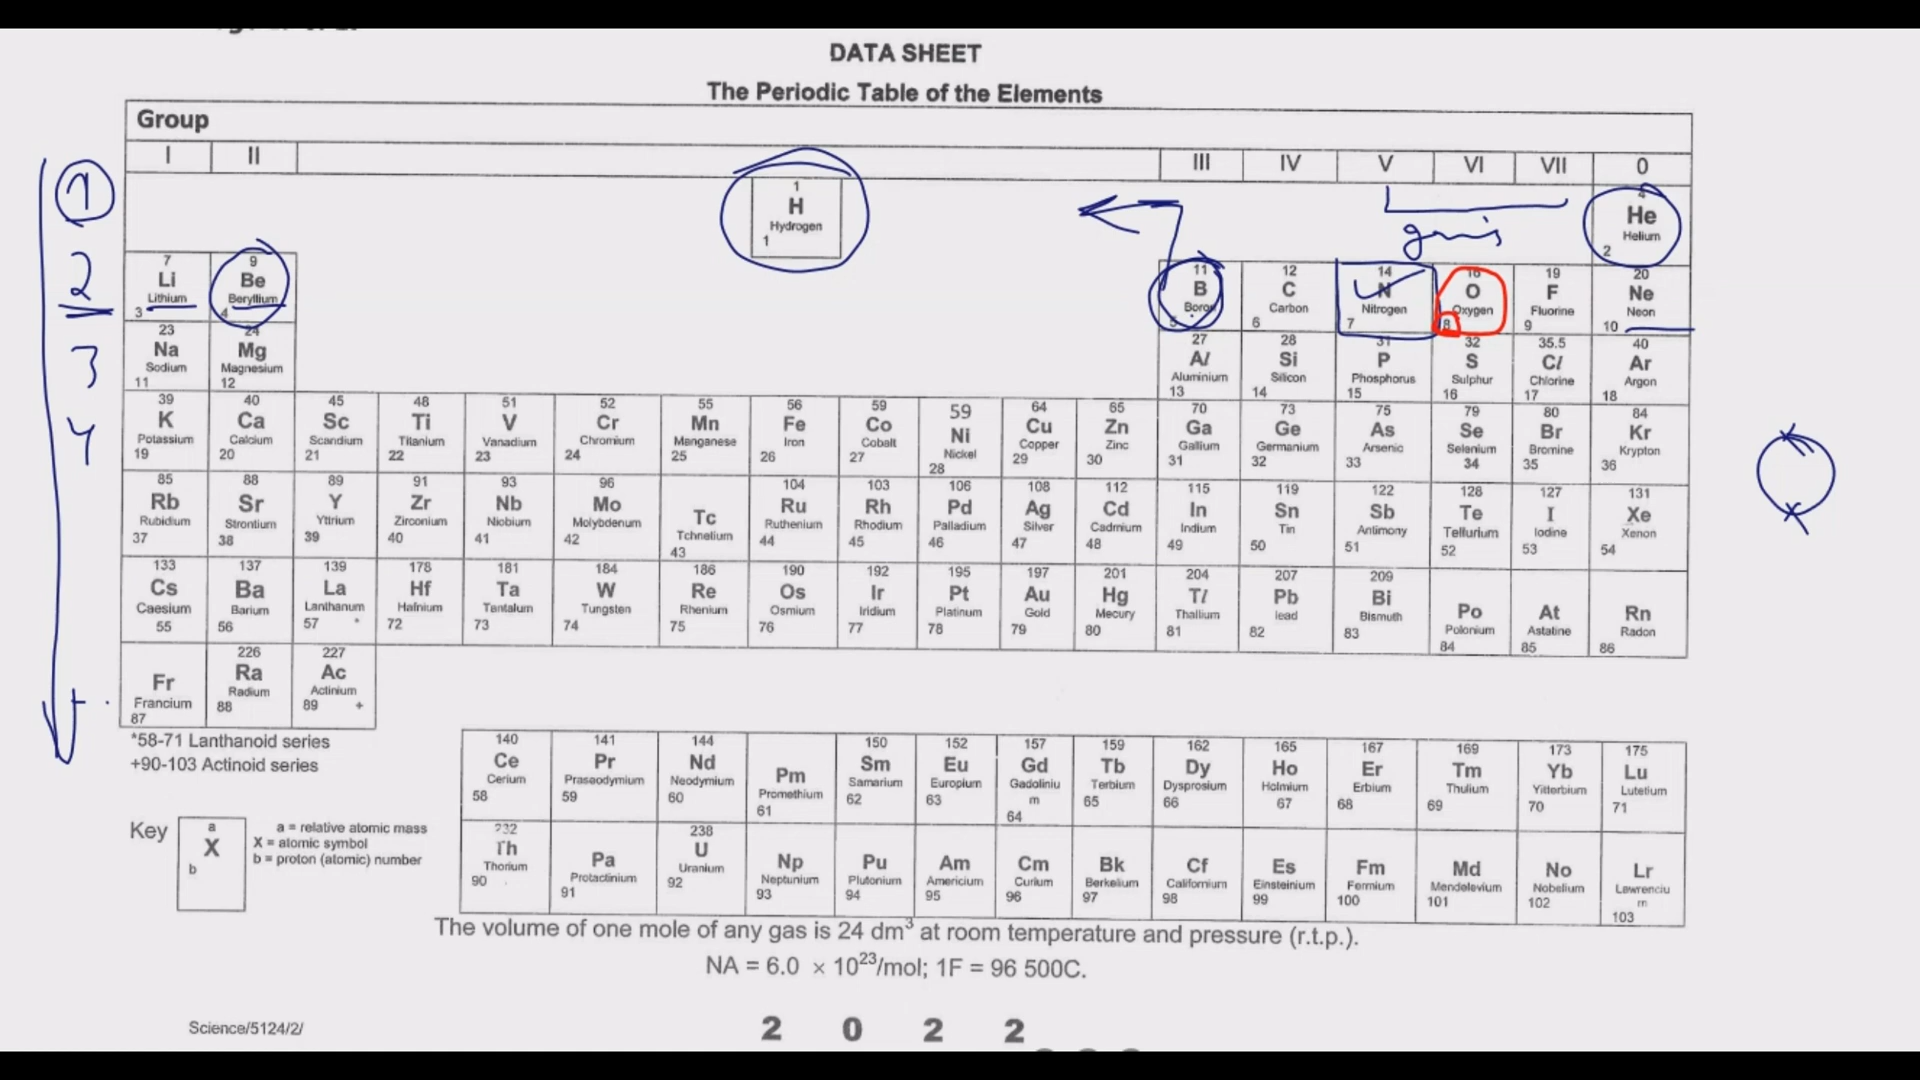 DATA SHEET
The Periodic Table of the Elements
Group
I II III IV V VI VII 0
1
1 4
H He
Hydrogen Helium
1 2
2
7 9 11 12 14 16 19 20
Li Be B C N O F Ne
Lithium Beryllium Boron Carbon Nitrogen Oxygen Fluorine Neon
3 4 5 6 7 8 9 10
3
23 24 27 28 31 32 35.5 40
Na Mg Al Si P S Cl Ar
Sodium Magnesium Aluminium Silicon Phosphorus Sulphur Chlorine Argon
11 12 13 14 15 16 17 18
4
39 40 45 48 51 52 55 56 59 59 64 65 70 73 75 79 80 84
K Ca Sc Ti V Cr Mn Fe Co Ni Cu Zn Ga Ge As Se Br Kr
Potassium Calcium Scandium Titanium Vanadium Chromium Manganese Iron Cobalt Nickel Copper Zinc Gallium Germanium Arsenic Selenium Bromine Krypton
19 20 21 22 23 24 25 26 27 28 29 30 31 32 33 34 35 36
85 88 89 91 93 96 104 103 106 108 112 115 119 122 128 127 131
Rb Sr Y Zr Nb Mo Tc Ru Rh Pd Ag Cd In Sn Sb Te I Xe
Rubidium Strontium Yttrium Zirconium Niobium Molybdenum Tchnetium Ruthenium Rhodium Palladium Silver Cadmium Indium Tin Antimony Tellurium Iodine Xenon
37 38 39 40 41 42 43 44 45 46 47 48 49 50 51 52 53 54
133 137 139 178 181 184 186 190 192 195 197 201 204 207 209
Cs Ba La Hf Ta W Re Os Ir Pt Au Hg Tl Pb Bi Po At Rn
Caesium Barium Lanthanum Hafnium Tantalum Tungsten Rhenium Osmium Iridium Platinum Gold Mecury Thallium lead Bismuth Polonium Astatine Radon
55 56 57 * 72 73 74 75 76 77 78 79 80 81 82 83 84 85 86
226 227
Fr Ra Ac
Francium Radium Actinium
87 88 89 +
*58-71 Lanthanoid series
+90-103 Actinoid series
140 141 144 150 152 157 159 162 165 167 169 173 175
Ce Pr Nd Pm Sm Eu Gd Tb Dy Ho Er Tm Yb Lu
Cerium Praseodymium Neodymium Promethium Samarium Europium Gadoliniu m Terbium Dysprosium Holmium Erbium Thulium Yitterbium Lutetium
58 59 60 61 62 63 64 65 66 67 68 69 70 71
232 238
Th Pa U Np Pu Am Cm Bk Cf Es Fm Md No Lr
Thorium Protactinium Uranium Neptunium Plutonium Americium Curium Berkelium Californium Einsteinium Fermium Mendelevium Nobelium Lawrenciu m
90 91 92 93 94 95 96 97 98 99 100 101 102 103
Key
a
X
b
a = relative atomic mass
X = atomic symbol
b = proton (atomic) number
The volume of one mole of any gas is 24 dm³ at room temperature and pressure (r.t.p.).
NA = 6.0 × 10²³/mol; 1F = 96 500C.
Science/5124/2/
2 0 2 2